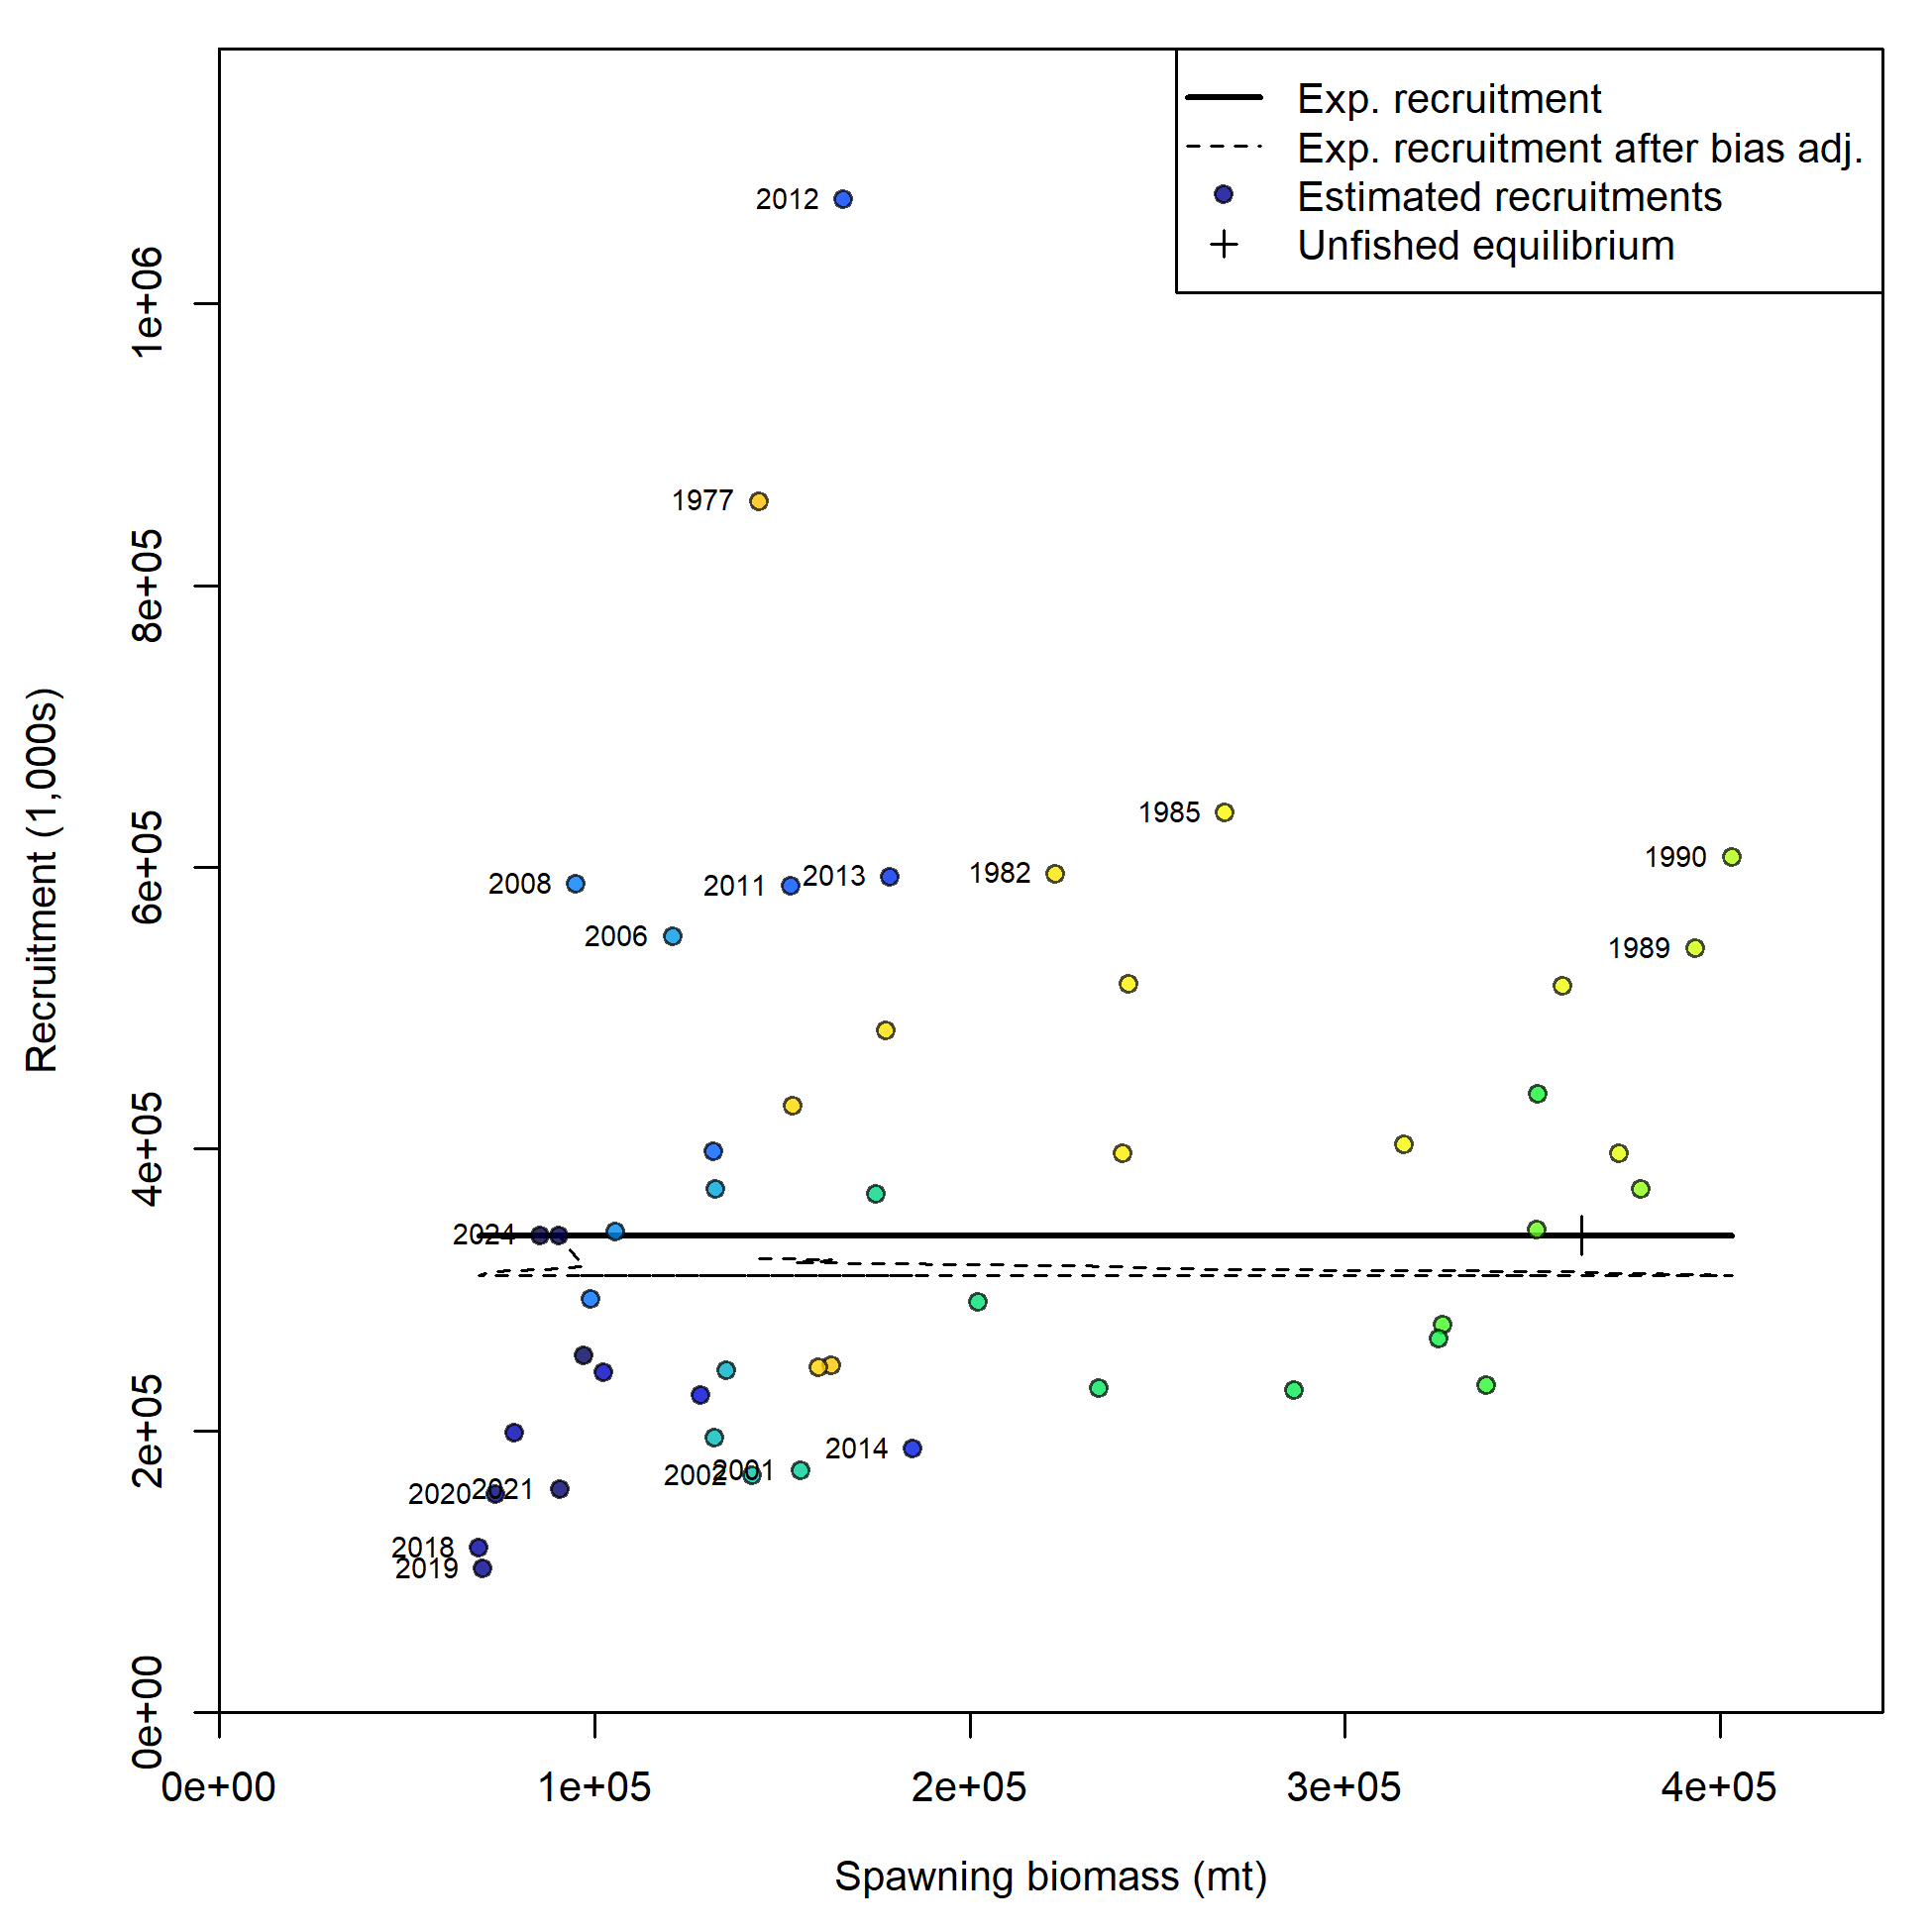 Exp. recruitment
Exp. recruitment after bias adj.
Estimated recruitments
Unfished equilibrium
2012
1977
1985
1990
2008
2011
2013
1982
2006
1989
2024
2014
2002
2001
2020
2021
2018
2019
Recruitment (1,000s)
1e+06
8e+05
6e+05
4e+05
2e+05
0e+00
0e+00
1e+05
2e+05
3e+05
4e+05
Spawning biomass (mt)